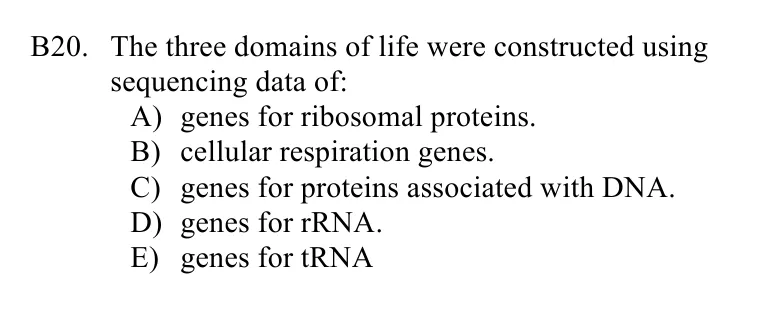 B20. The three domains of life were constructed using
sequencing data of:
A) genes for ribosomal proteins.
B) cellular respiration genes.
C) genes for proteins associated with DNA.
D) genes for rRNA.
E) genes for tRNA